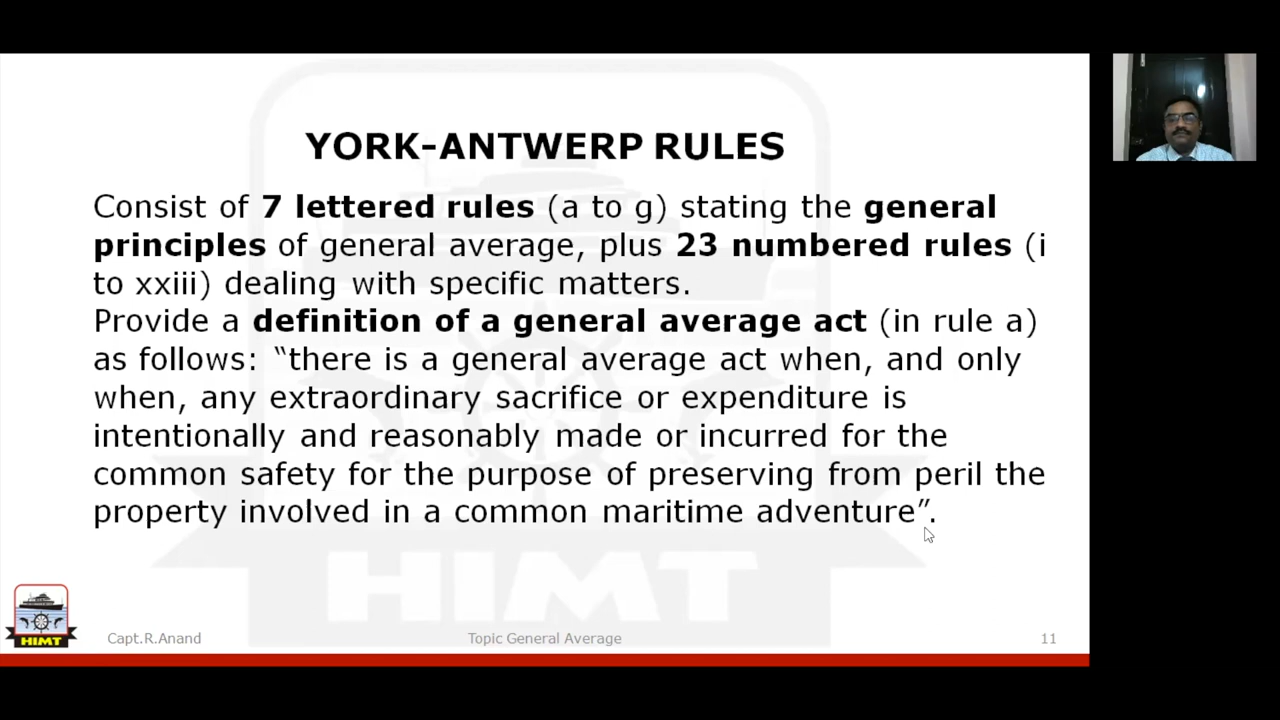 YORK-ANTWERP RULES
Consist of 7 lettered rules (a to g) stating the general
principles of general average, plus 23 numbered rules (i
to xxiii) dealing with specific matters.
Provide a definition of a general average act (in rule a)
as follows: “there is a general average act when, and only
when, any extraordinary sacrifice or expenditure is
intentionally and reasonably made or incurred for the
common safety for the purpose of preserving from peril the
property involved in a common maritime adventure”.
HIMT
HIMT
Capt.R.Anand
Topic General Average
11